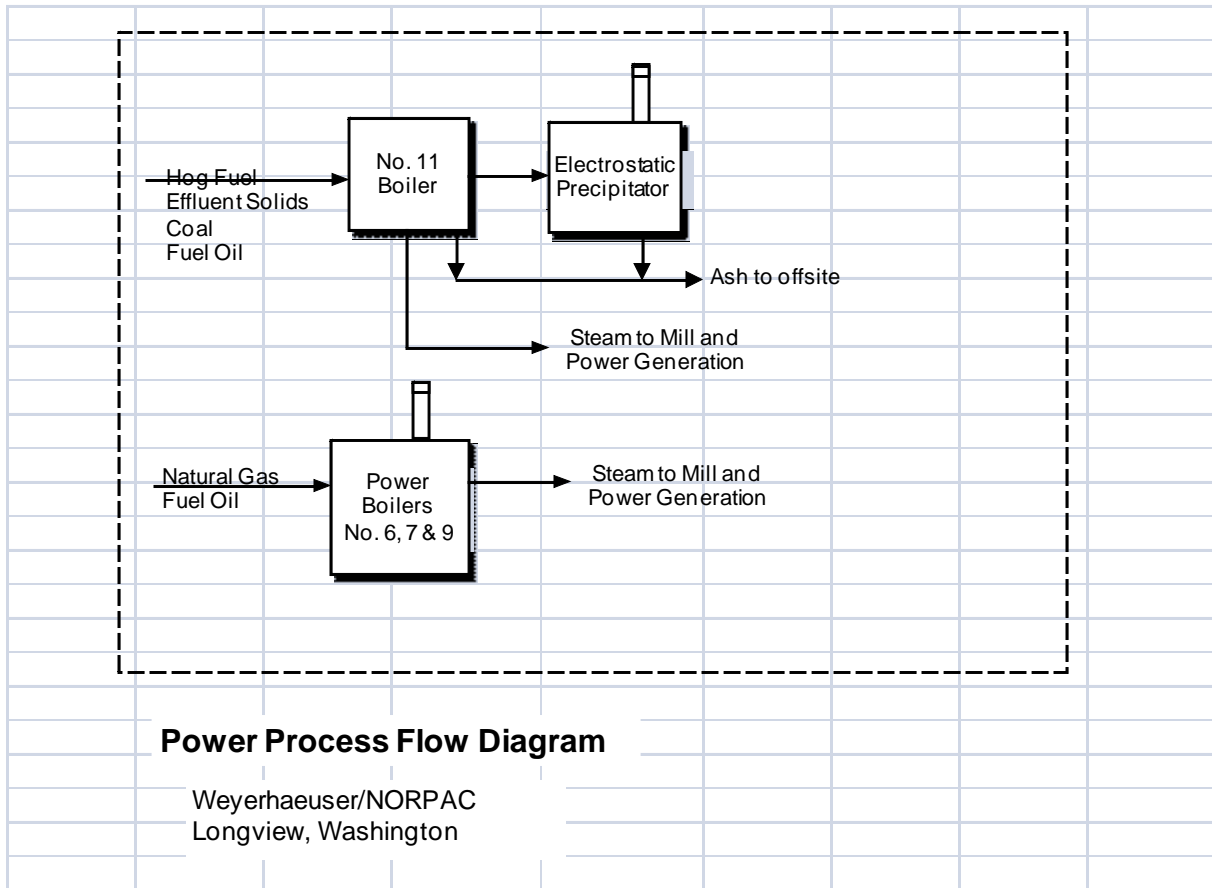 No. 11
Boiler
Electrostatic
Precipitator
Hog Fuel
Effluent Solids
Coal
Fuel Oil
Ash to offsite
Steam to Mill and
Power Generation
Natural Gas
Fuel Oil
Power
Boilers
No. 6, 7 & 9
Steam to Mill and
Power Generation
Power Process Flow Diagram
Weyerhaeuser/NORPAC
Longview, Washington